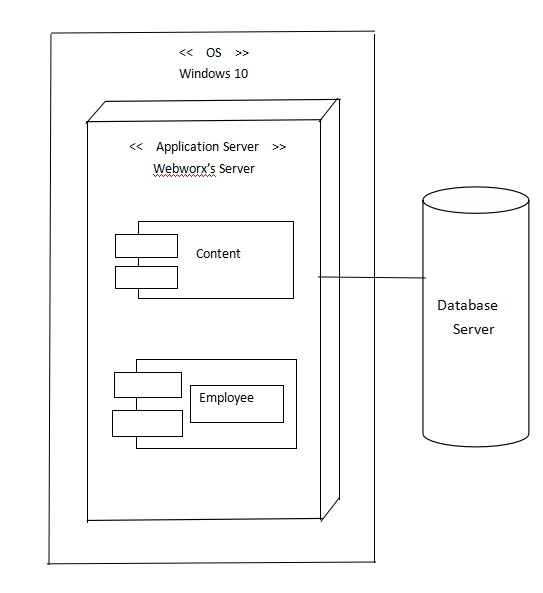 << OS >>
Windows 10
<< Application Server >>
Webworx's Server
Content
Employee
Database
Server